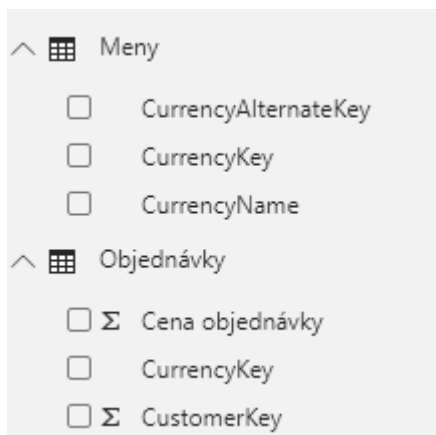 Meny
CurrencyAlternateKey
CurrencyKey
CurrencyName
Objednávky
Σ Cena objednávky
CurrencyKey
Σ CustomerKey